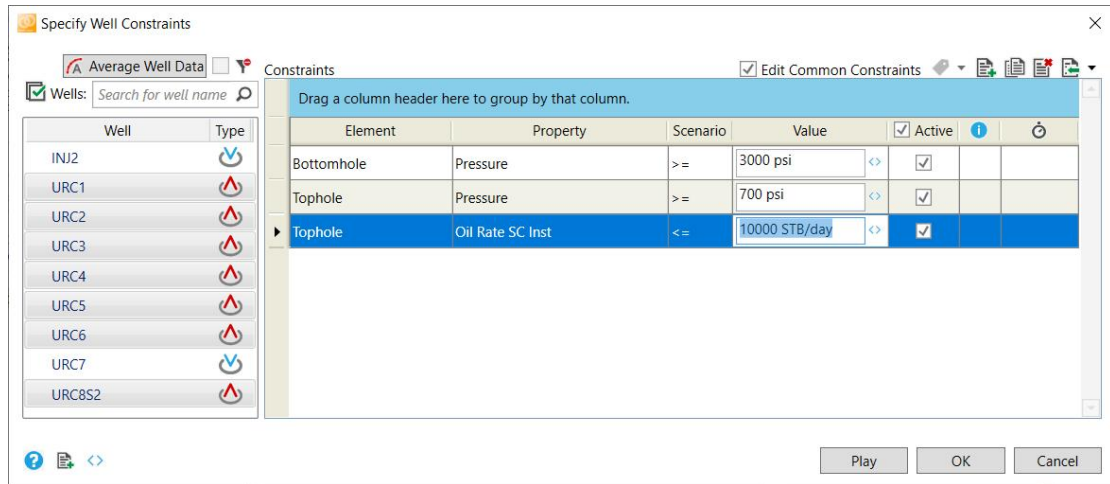 Specify Well Constraints
Average Well Data
Wells: Search for well name
Well Type
INJ2
URC1
URC2
URC3
URC4
URC5
URC6
URC7
URC8S2
Constraints
Edit Common Constraints
Drag a column header here to group by that column.
Element Property Scenario Value Active
Bottomhole Pressure >= 3000 psi <>
Tophole Pressure >= 700 psi <>
Tophole Oil Rate SC Inst <= 10000 STB/day <>
Play OK Cancel